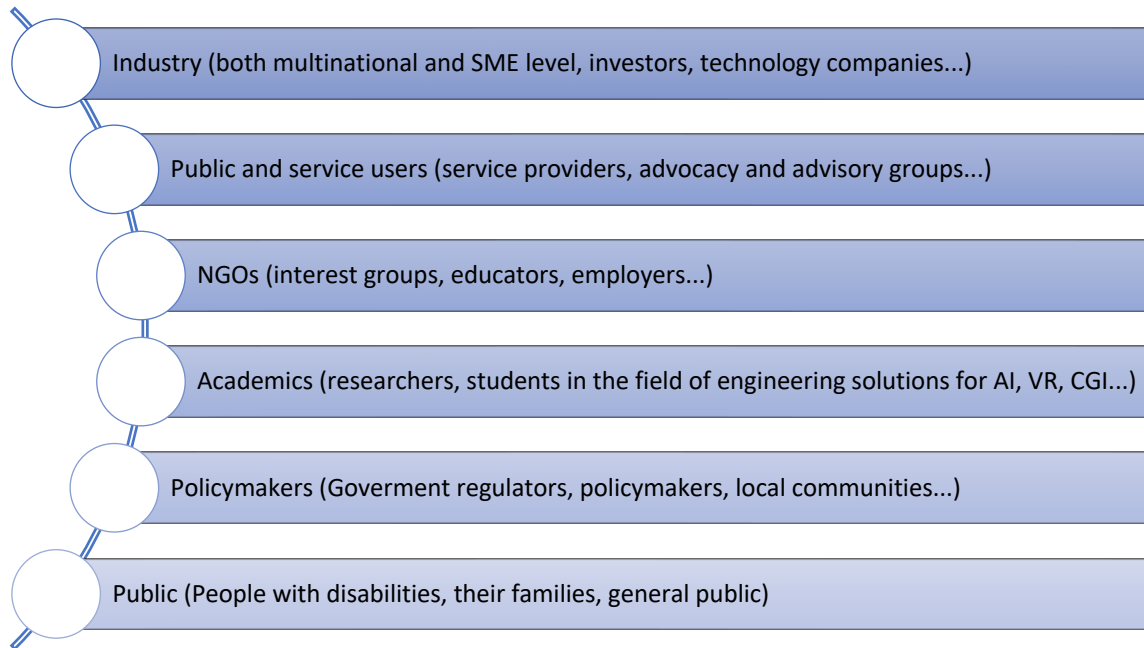 Industry (both multinational and SME level, investors, technology companies...)
Public and service users (service providers, advocacy and advisory groups...)
NGOs (interest groups, educators, employers...)
Academics (researchers, students in the field of engineering solutions for AI, VR, CGI...)
Policymakers (Goverment regulators, policymakers, local communities...)
Public (People with disabilities, their families, general public)